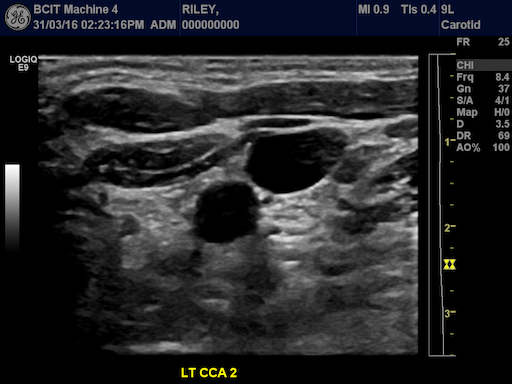 BCIT Machine 4 RILEY, MI 0.9 TIs 0.4 9L
31/03/16 02:23:16PM ADM 000000000 Carotid
FR 25
LOGIQ
E9
CHI
Frq 8.4
Gn 37
S/A 4/1
Map H/0
D 3.5
DR 69
AO% 100
1
2
3
LT CCA 2